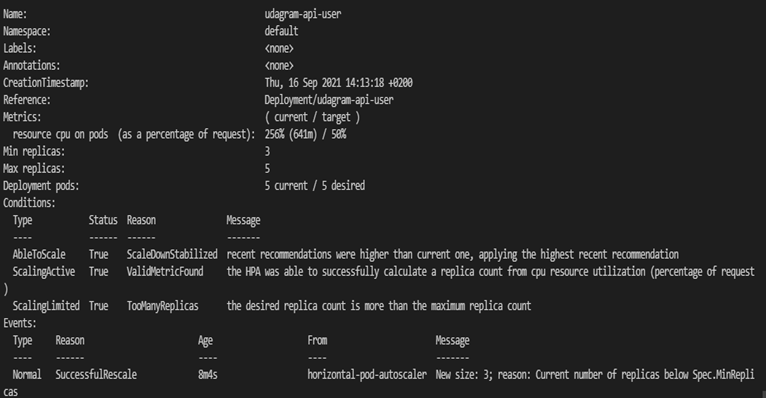 Name: udagram-api-user
Namespace: default
Labels: <none>
Annotations: <none>
CreationTimestamp: Thu, 16 Sep 2021 14:13:18 +0200
Reference: Deployment/udagram-api-user
Metrics: ( current / target )
resource cpu on pods (as a percentage of request): 256% (641m) / 50%
Min replicas: 3
Max replicas: 5
Deployment pods: 5 current / 5 desired
Conditions:
Type Status Reason Message
---- ------ ------ -------
AbleToScale True ScaleDownStabilized recent recommendations were higher than current one, applying the highest recent recommendation
ScalingActive True ValidMetricFound the HPA was able to successfully calculate a replica count from cpu resource utilization (percentage of request
)
ScalingLimited True TooManyReplicas the desired replica count is more than the maximum replica count
Events:
Type Reason Age From Message
---- ------ ---- ---- -------
Normal SuccessfulRescale 8m4s horizontal-pod-autoscaler New size: 3; reason: Current number of replicas below Spec.MinRepli
cas